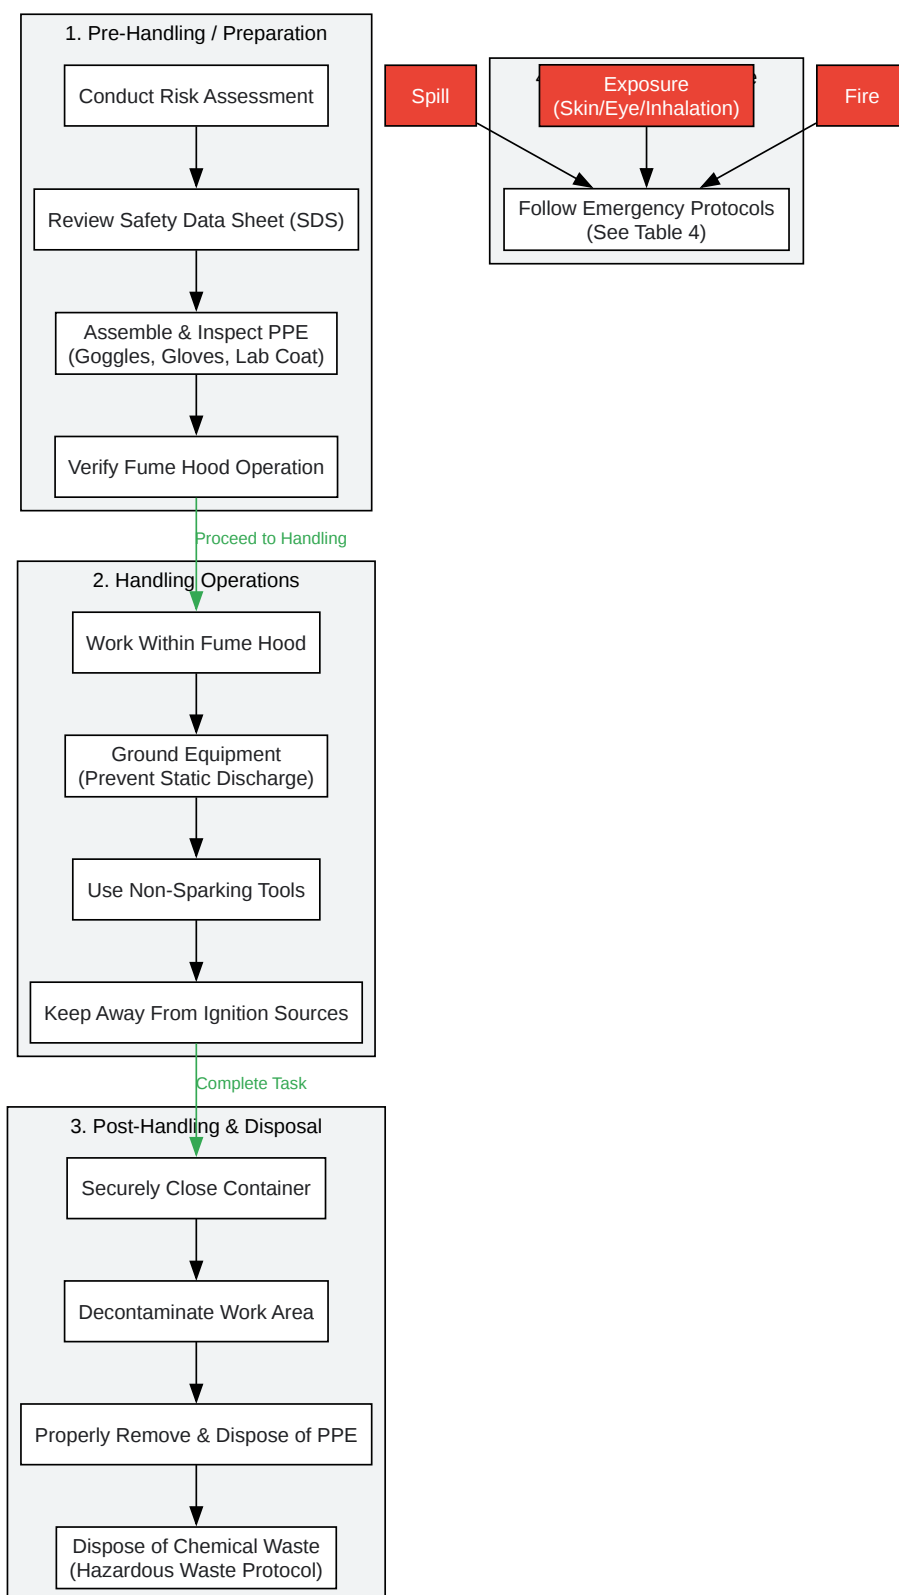 1. Pre-Handling / Preparation
Conduct Risk Assessment
Review Safety Data Sheet (SDS)
Assemble & Inspect PPE
(Goggles, Gloves, Lab Coat)
Verify Fume Hood Operation
Proceed to Handling
2. Handling Operations
Work Within Fume Hood
Ground Equipment
(Prevent Static Discharge)
Use Non-Sparking Tools
Keep Away From Ignition Sources
Complete Task
3. Post-Handling & Disposal
Securely Close Container
Decontaminate Work Area
Properly Remove & Dispose of PPE
Dispose of Chemical Waste
(Hazardous Waste Protocol)
Spill
Exposure
(Skin/Eye/Inhalation)
Fire
Follow Emergency Protocols
(See Table 4)